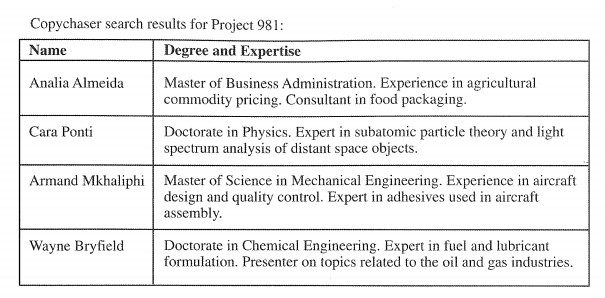 Copychaser search results for Project 981:
Name
Degree and Expertise
Analia Almeida
Master of Business Administration. Experience in agricultural
commodity pricing. Consultant in food packaging.
Cara Ponti
Doctorate in Physics. Expert in subatomic particle theory and light
spectrum analysis of distant space objects.
Armand Mkhaliphi
Master of Science in Mechanical Engineering. Experience in aircraft
design and quality control. Expert in adhesives used in aircraft
assembly.
Wayne Bryfield
Doctorate in Chemical Engineering. Expert in fuel and lubricant
formulation. Presenter on topics related to the oil and gas industries.